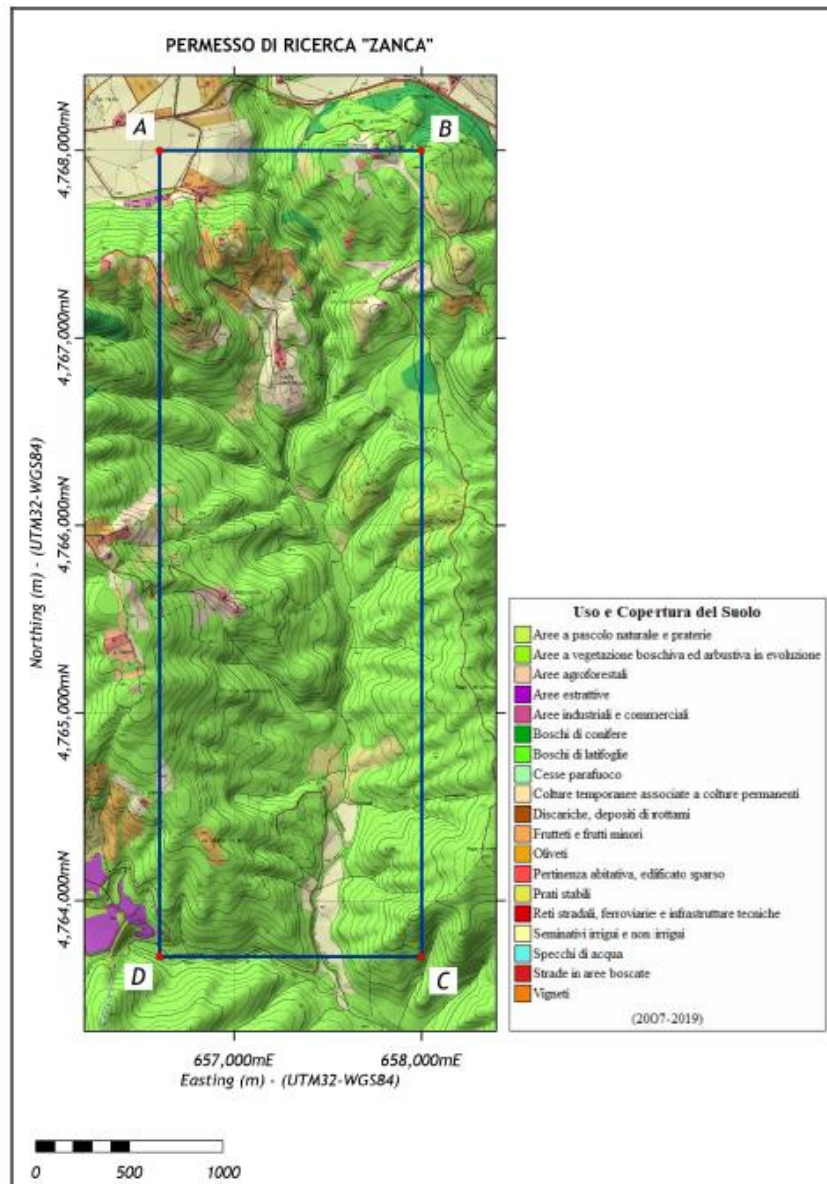 PERMESSO DI RICERCA "ZANCA"
A
B
4,768,000mN
4,767,000mN
4,766,000mN
4,765,000mN
4,764,000mN
Northing (m) - (UTM32-WGS84)
D
C
657,000mE
658,000mE
Easting (m) - (UTM32-WGS84)
0
500
1000
Uso e Copertura del Suolo
Aree a pascolo naturale e praterie
Aree a vegetazione boschiva ed arbustiva in evoluzione
Aree agroforestali
Aree estrattive
Aree industriali e commerciali
Boschi di conifere
Boschi di latifoglie
Cesse parafuoco
Colture temporanee associate a colture permanenti
Discariche, depositi di rottami
Frutteti e frutti minori
Oliveti
Pertinenza abitativa, edificato sparso
Prati stabili
Reti stradali, ferroviarie e infrastrutture tecniche
Seminativi irrigui e non irrigui
Specchi di acqua
Strade in aree boscate
Vigneti
(2007-2019)